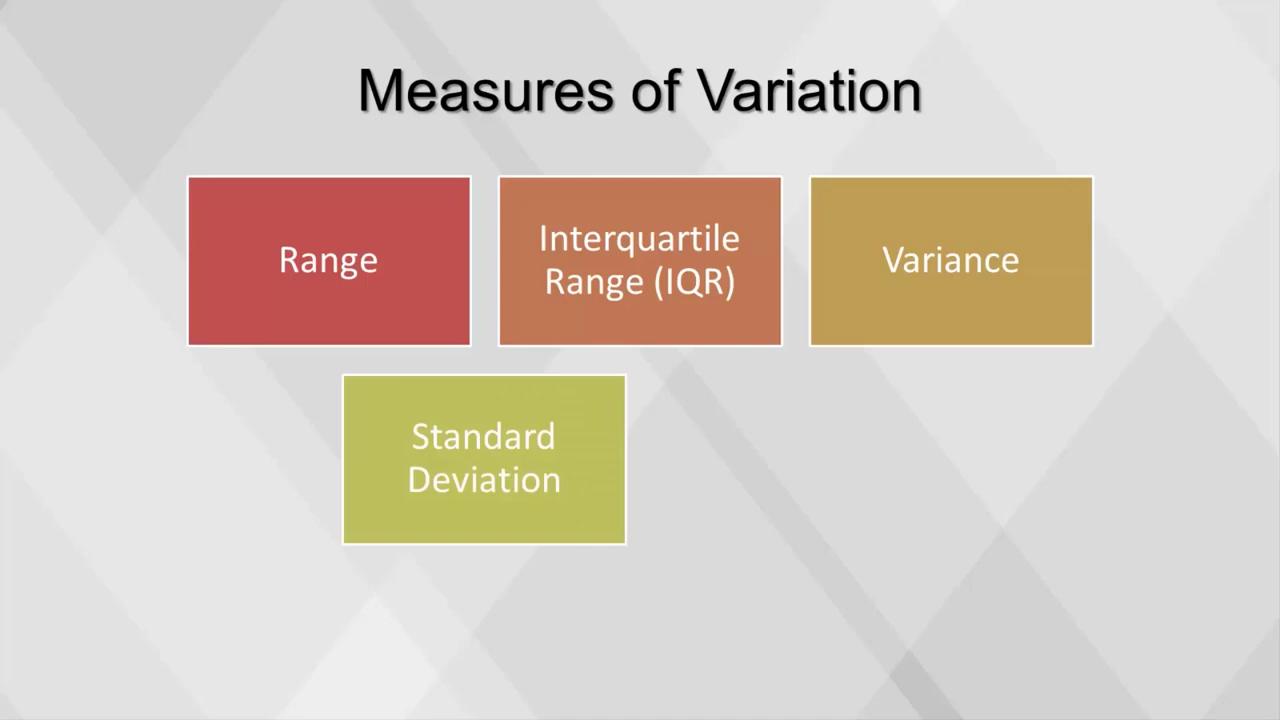 Measures of Variation
Range
Interquartile
Range (IQR)
Variance
Standard
Deviation